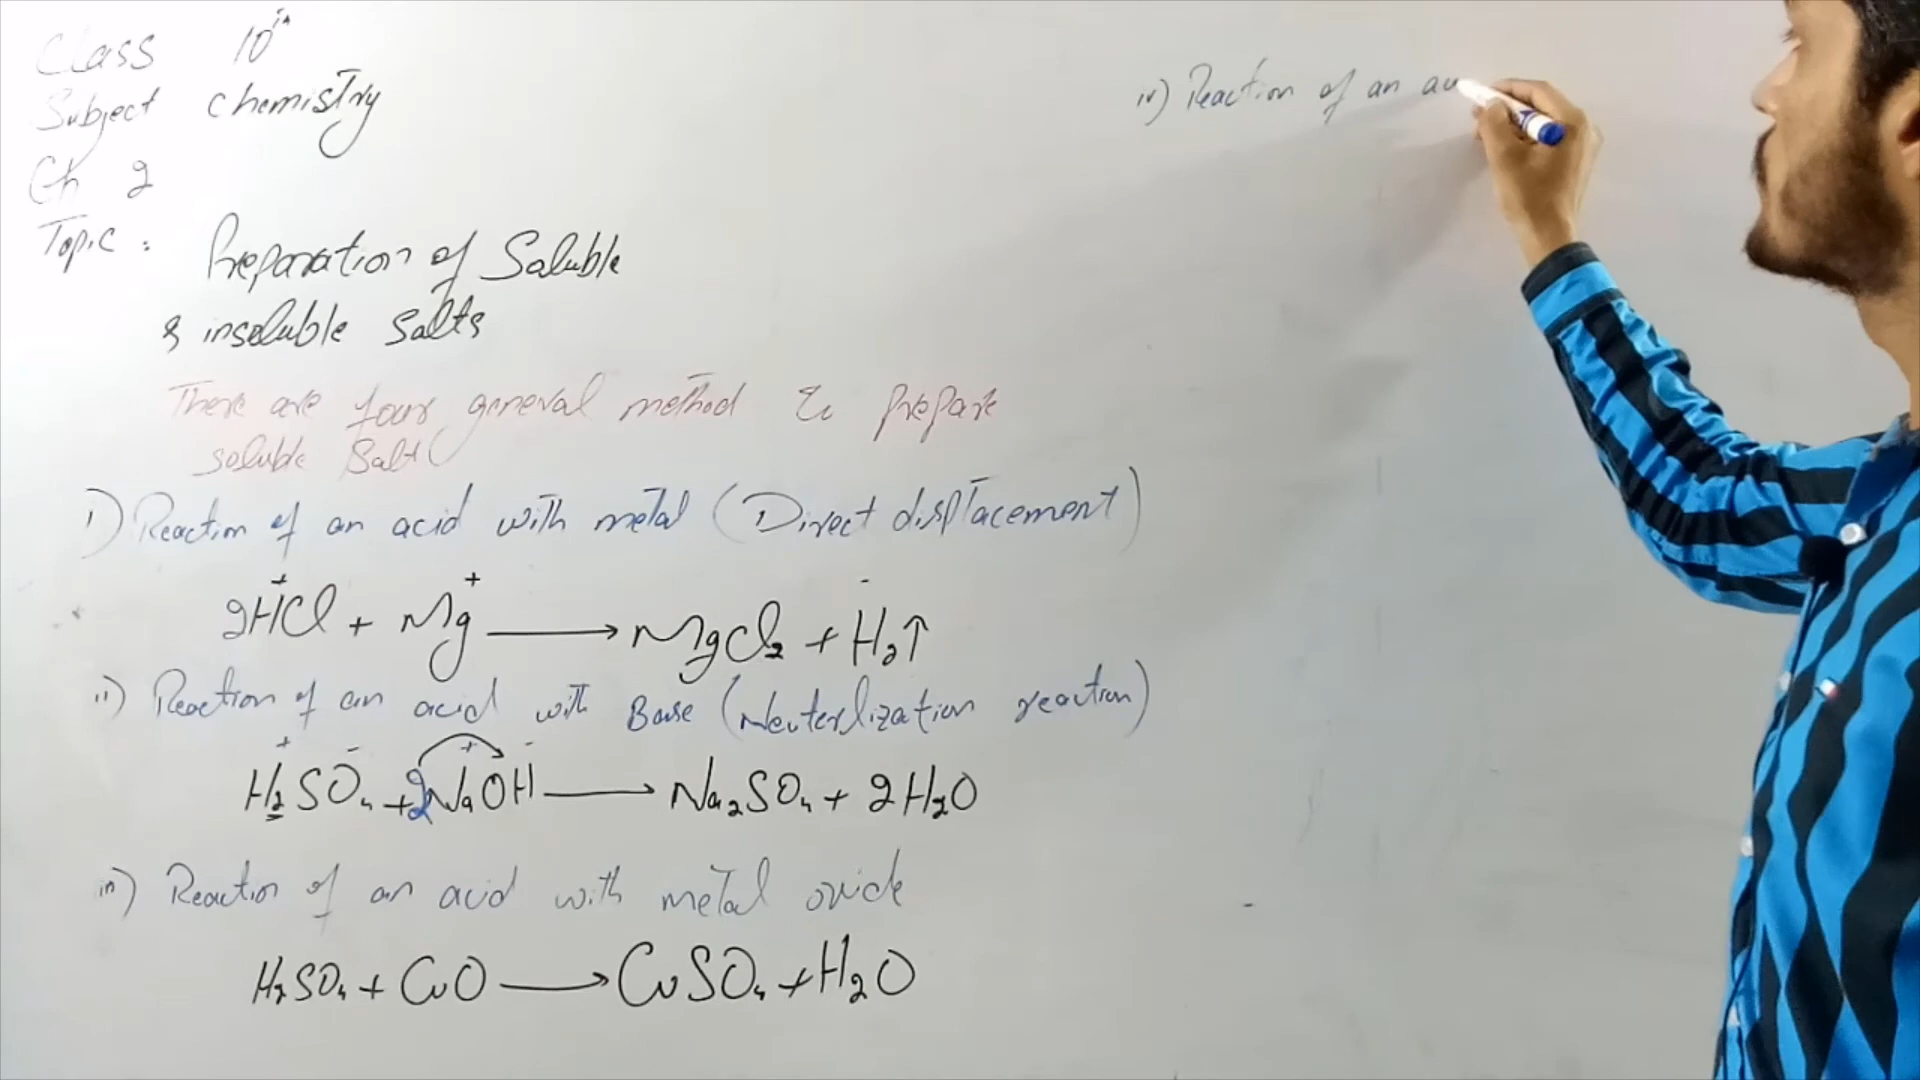 Class 10th
Subject Chemistry
Ch 2
Topic : Preparation of Soluble
& insoluble Salts
There are four general method to prepare
soluble Salt
i) Reaction of an acid with metal (Direct displacement)
+ + -
2HCl + Mg ⟶ MgCl₂ + H₂↑
ii) Reaction of an acid with Base (Neuterlization reaction)
+ - + -
H₂SO₄ + 2NaOH ⟶ Na₂SO₄ + 2H₂O
iii) Reaction of an acid with metal oxide
H₂SO₄ + CuO ⟶ CuSO₄ + H₂O
iv) Reaction of an